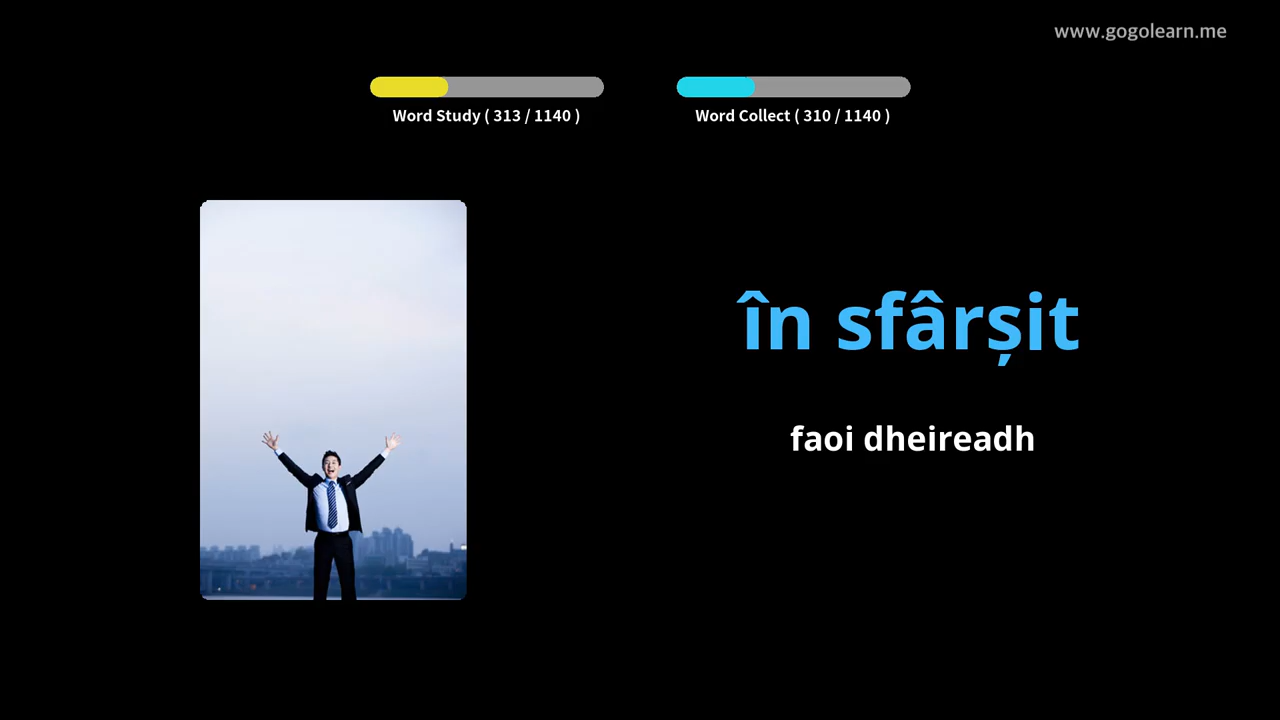 www.gogolearn.me
Word Study ( 313 / 1140 )
Word Collect ( 310 / 1140 )
în sfârșit
faoi dheireadh